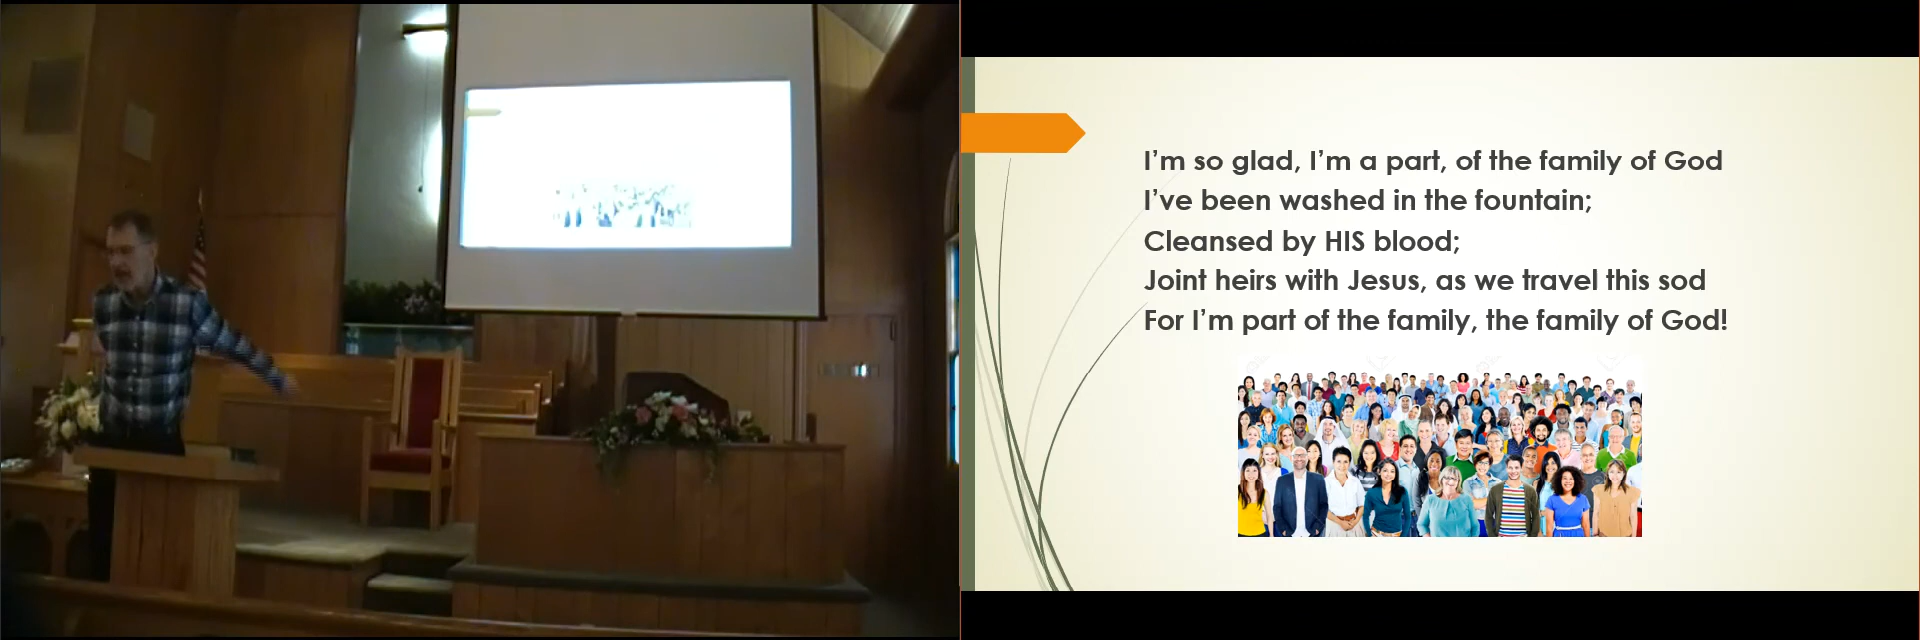 I’m so glad, I’m a part, of the family of God
I’ve been washed in the fountain;
Cleansed by HIS blood;
Joint heirs with Jesus, as we travel this sod
For I’m part of the family, the family of God!